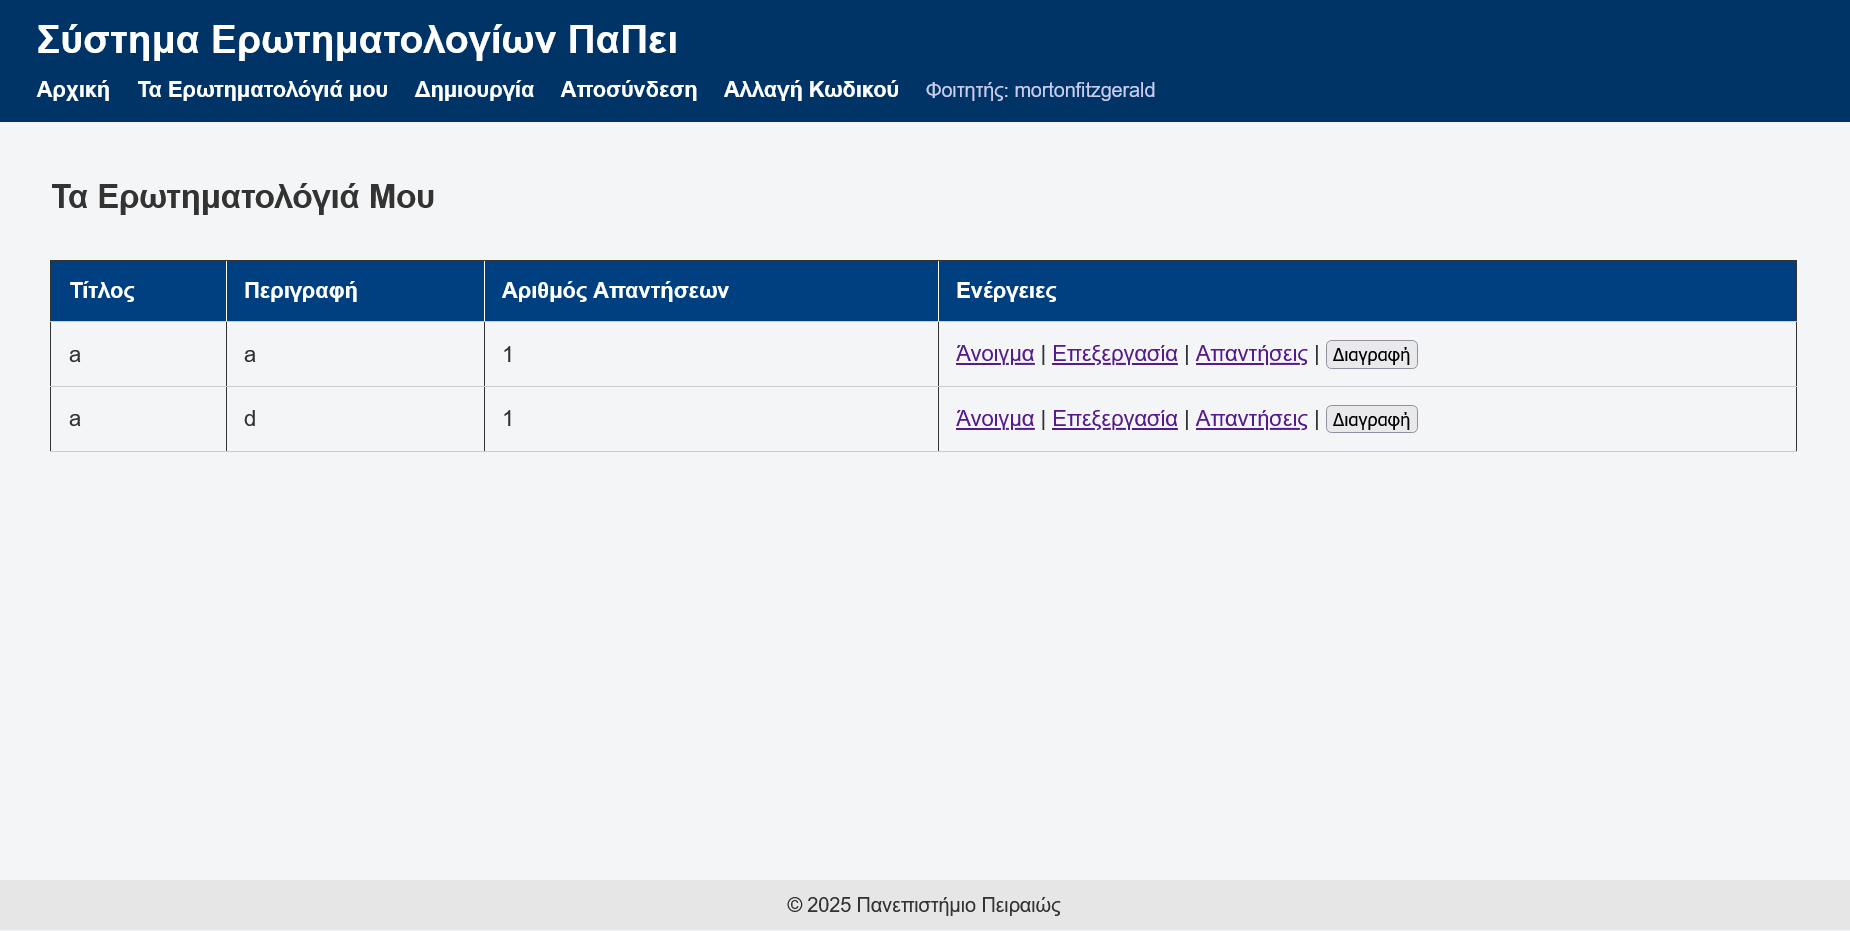 Σύστημα Ερωτηματολογίων ΠαΠει
Αρχική Τα Ερωτηματολόγιά μου Δημιουργία Αποσύνδεση Αλλαγή Κωδικού Φοιτητής: mortonfitzgerald
Τα Ερωτηματολόγιά Μου
Τίτλος Περιγραφή Αριθμός Απαντήσεων Ενέργειες
a a 1 Άνοιγμα | Επεξεργασία | Απαντήσεις | Διαγραφή
a d 1 Άνοιγμα | Επεξεργασία | Απαντήσεις | Διαγραφή
© 2025 Πανεπιστήμιο Πειραιώς